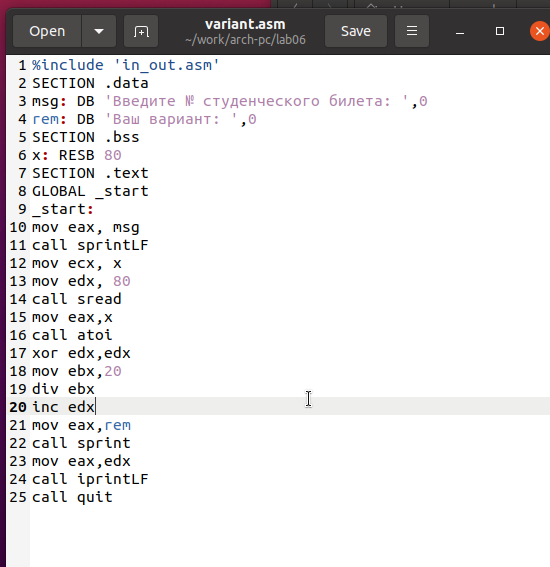 Open
variant.asm
~/work/arch-pc/lab06
Save
1 %include 'in_out.asm'
2 SECTION .data
3 msg: DB 'Введите № студенческого билета: ',0
4 rem: DB 'Ваш вариант: ',0
5 SECTION .bss
6 x: RESB 80
7 SECTION .text
8 GLOBAL _start
9 _start:
10 mov eax, msg
11 call sprintLF
12 mov ecx, x
13 mov edx, 80
14 call sread
15 mov eax,x
16 call atoi
17 xor edx,edx
18 mov ebx,20
19 div ebx
20 inc edx
21 mov eax,rem
22 call sprint
23 mov eax,edx
24 call iprintLF
25 call quit